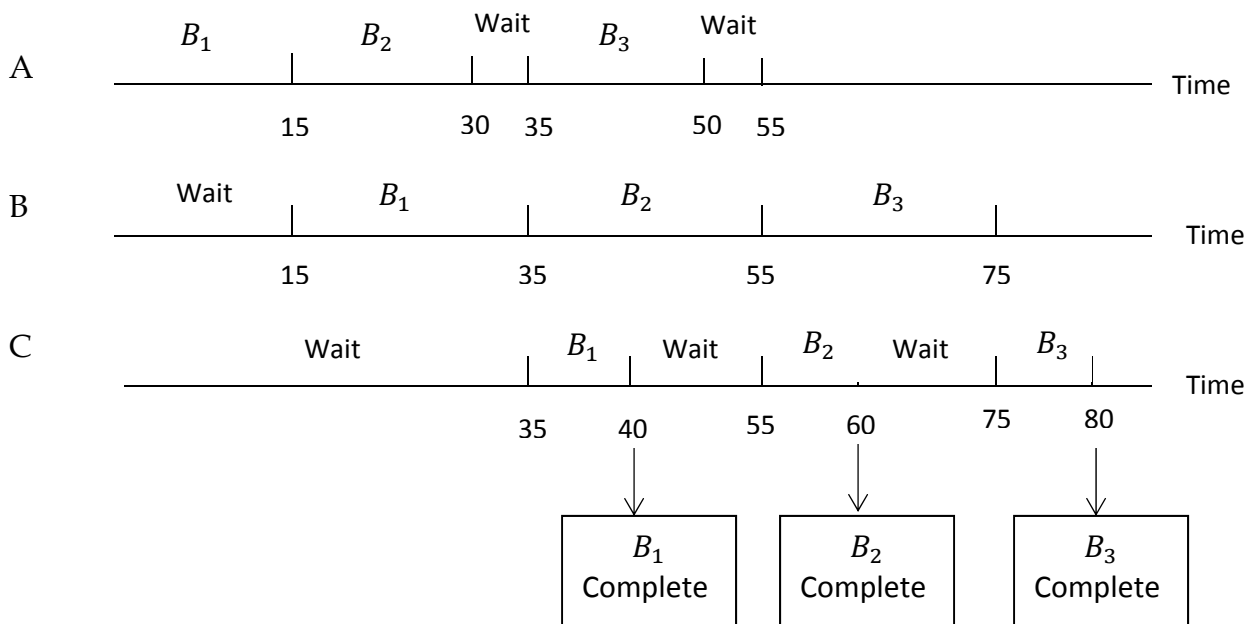 A B₁ B₂ Wait B₃ Wait Time
15 30 35 50 55
B Wait B₁ B₂ B₃ Time
15 35 55 75
C Wait B₁ Wait B₂ Wait B₃ Time
35 40 55 60 75 80
B₁ B₂ B₃
Complete Complete Complete